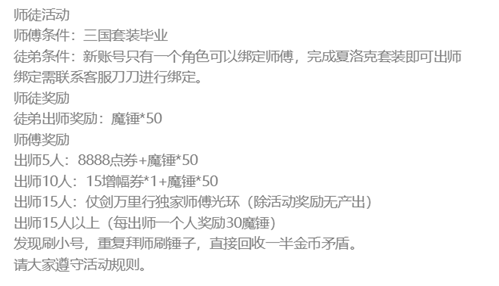 师徒活动
师傅条件：三国套装毕业
徒弟条件：新账号只有一个角色可以绑定师傅，完成夏洛克套装即可出师
绑定需联系客服刀刀进行绑定。
师徒奖励
徒弟出师奖励：魔锤*50
师傅奖励
出师5人：8888点券+魔锤*50
出师10人：15增幅券*1+魔锤*50
出师15人：仗剑万里行独家师傅光环（除活动奖励无产出）
出师15人以上（每出师一个人奖励30魔锤）
发现刷小号，重复拜师刷锤子，直接回收一半金币矛盾。
请大家遵守活动规则。